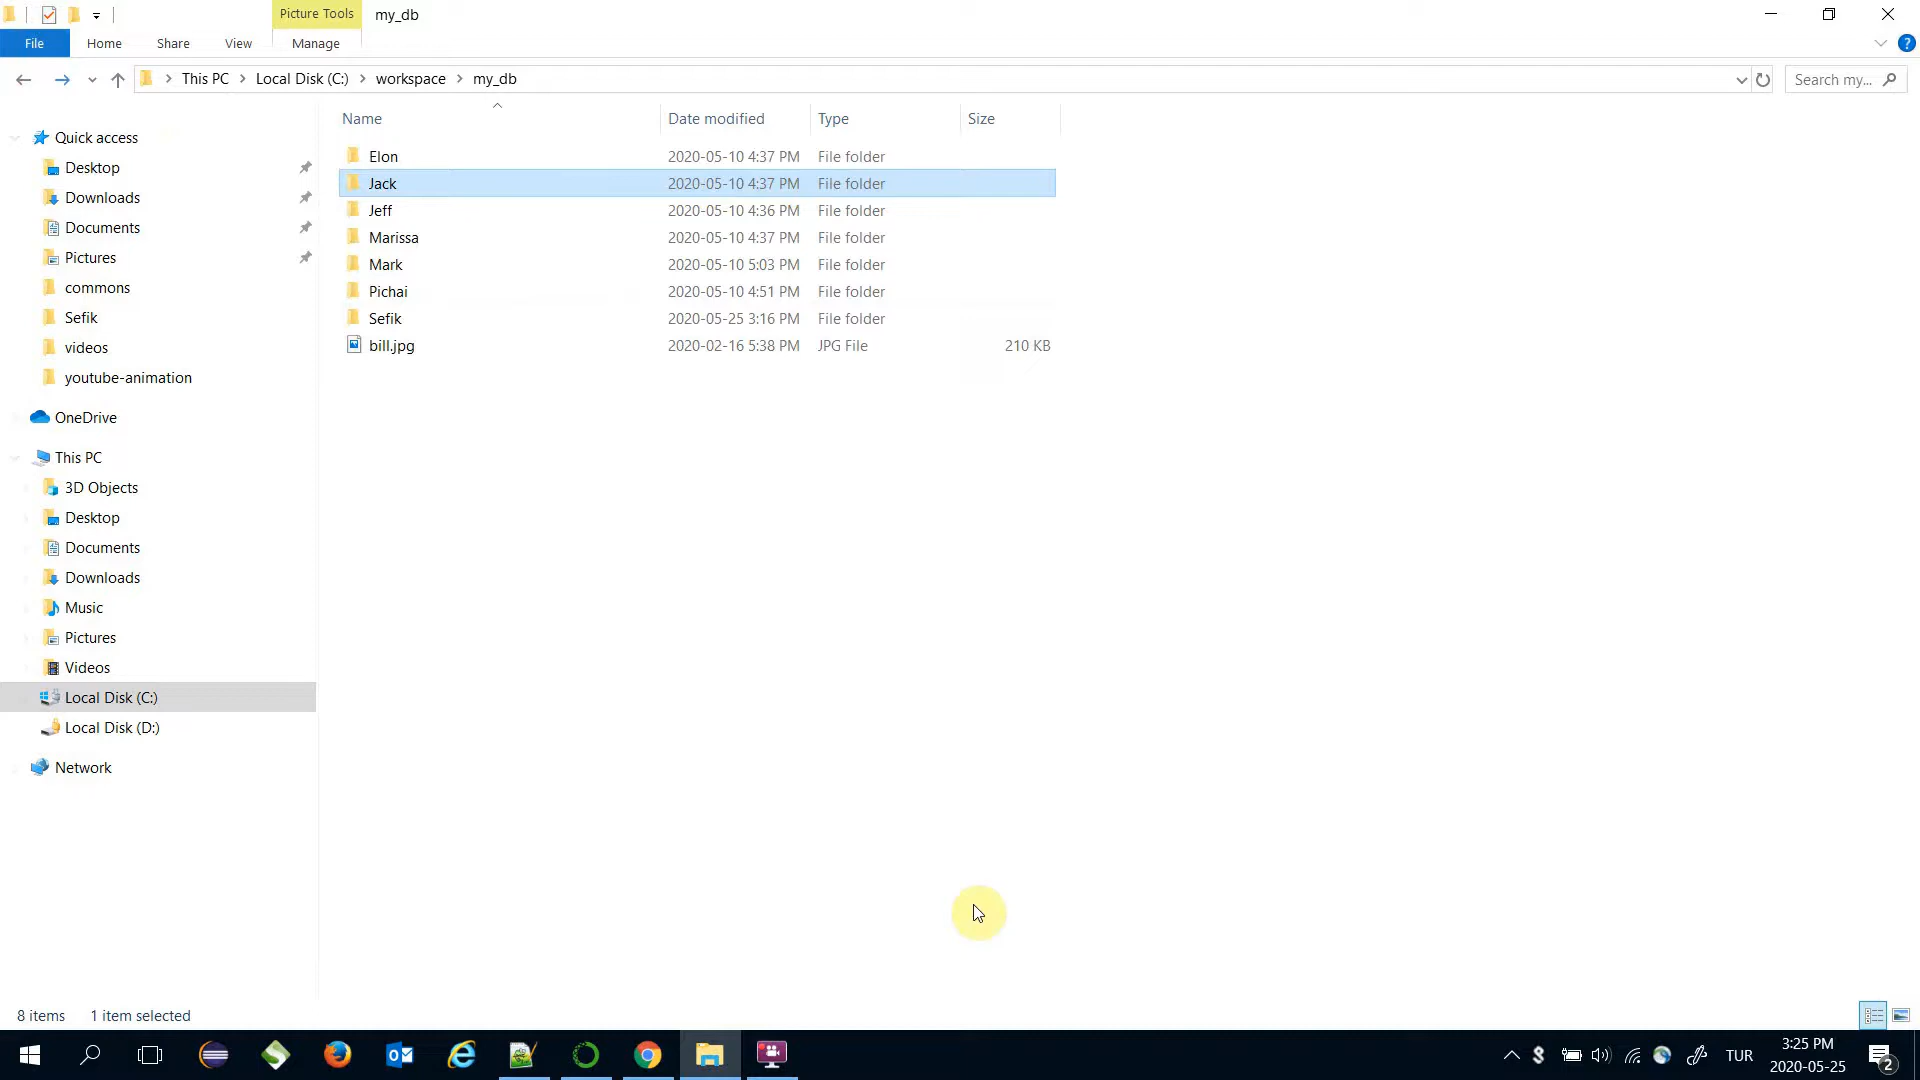 Picture Tools my_db
File Home Share View Manage
This PC Local Disk (C:) workspace my_db Search my...
Name Date modified Type Size
Quick access
Desktop
Downloads
Documents
Pictures
commons
Sefik
videos
youtube-animation
OneDrive
This PC
3D Objects
Desktop
Documents
Downloads
Music
Pictures
Videos
Local Disk (C:)
Local Disk (D:)
Network
Elon 2020-05-10 4:37 PM File folder
Jack 2020-05-10 4:37 PM File folder
Jeff 2020-05-10 4:36 PM File folder
Marissa 2020-05-10 4:37 PM File folder
Mark 2020-05-10 5:03 PM File folder
Pichai 2020-05-10 4:51 PM File folder
Sefik 2020-05-25 3:16 PM File folder
bill.jpg 2020-02-16 5:38 PM JPG File 210 KB
8 items 1 item selected
TUR 3:25 PM
2020-05-25 2